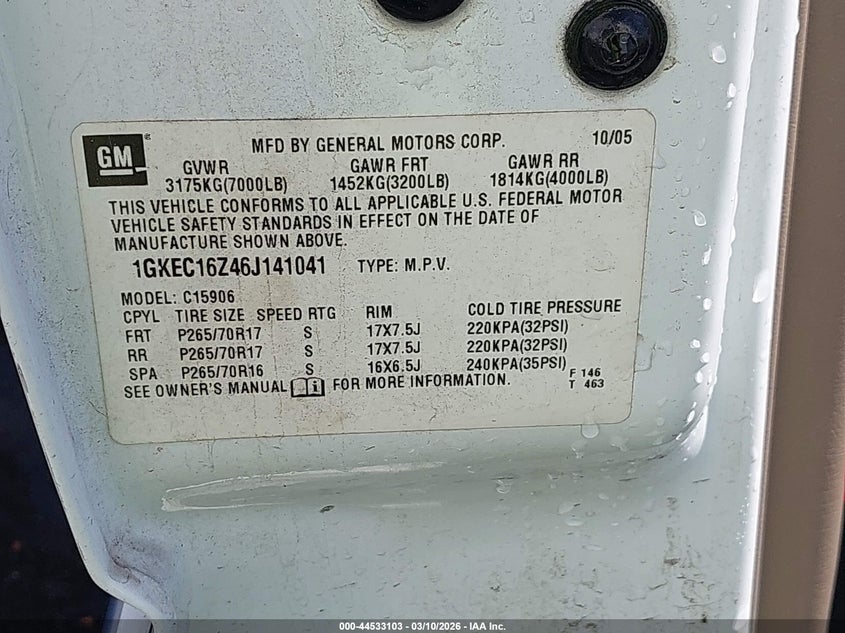 GM ®
MFD BY GENERAL MOTORS CORP. 10/05
GVWR GAWR FRT GAWR RR
3175KG(7000LB) 1452KG(3200LB) 1814KG(4000LB)
THIS VEHICLE CONFORMS TO ALL APPLICABLE U.S. FEDERAL MOTOR
VEHICLE SAFETY STANDARDS IN EFFECT ON THE DATE OF
MANUFACTURE SHOWN ABOVE.
1GKEC16Z46J141041 TYPE: M.P.V.
MODEL: C15906
CPYL TIRE SIZE SPEED RTG RIM COLD TIRE PRESSURE
FRT P265/70R17 S 17X7.5J 220KPA(32PSI)
RR P265/70R17 S 17X7.5J 220KPA(32PSI)
SPA P265/70R16 S 16X6.5J 240KPA(35PSI)
F 146
SEE OWNER'S MANUAL FOR MORE INFORMATION. T 463
000-44533103 - 03/10/2026 - IAA Inc.